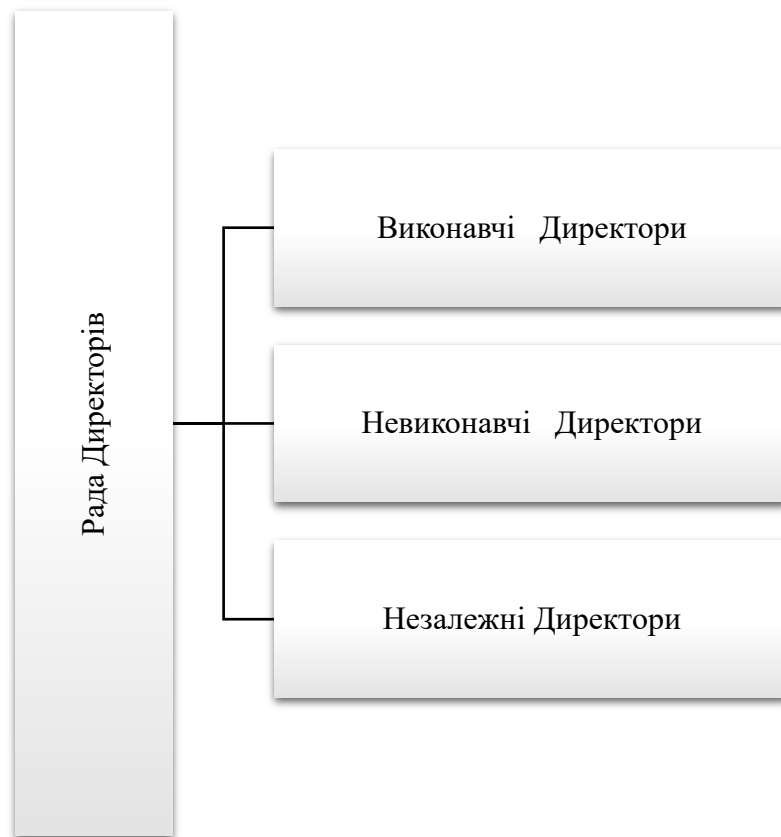 Рада Директорів
Виконавчі Директори
Невиконавчі Директори
Незалежні Директори